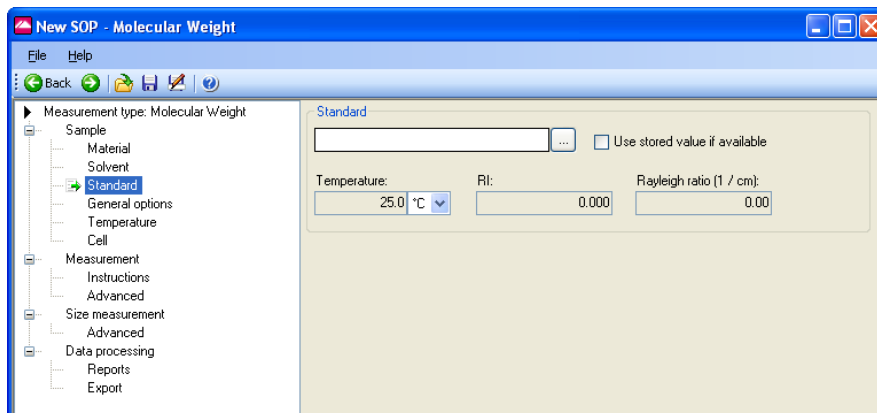 New SOP - Molecular Weight
File Help
Back
Measurement type: Molecular Weight
Sample
Material
Solvent
Standard
General options
Temperature
Cell
Measurement
Instructions
Advanced
Size measurement
Advanced
Data processing
Reports
Export
Standard
... Use stored value if available
Temperature: RI: Rayleigh ratio (1 / cm):
25.0 °C 0.000 0.00